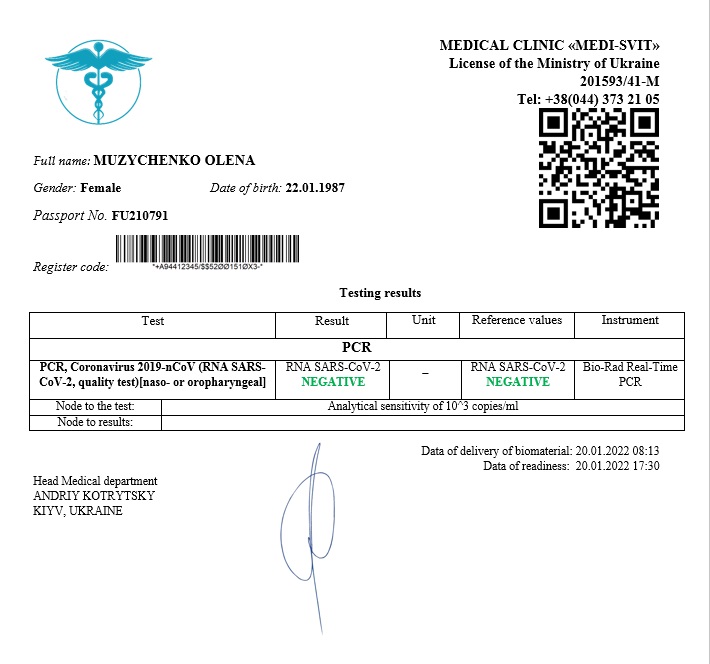 MEDICAL CLINIC «MEDI-SVIT»
License of the Ministry of Ukraine
201593/41-M
Tel: +38(044) 373 21 05
Full name: MUZYCHENKO OLENA
Gender: Female Date of birth: 22.01.1987
Passport No. FU210791
Register code: *+A94412345/$$52ØØ151ØX3-*
Testing results
Test Result Unit Reference values Instrument
PCR
PCR, Coronavirus 2019-nCoV (RNA SARS- RNA SARS-CoV-2 – RNA SARS-CoV-2 Bio-Rad Real-Time
CoV-2, quality test)[naso- or oropharyngeal] NEGATIVE NEGATIVE PCR
Node to the test: Analytical sensitivity of 10^3 copies/ml
Node to results:
Data of delivery of biomaterial: 20.01.2022 08:13
Data of readiness: 20.01.2022 17:30
Head Medical department
ANDRIY KOTRYTSKY
KIYV, UKRAINE